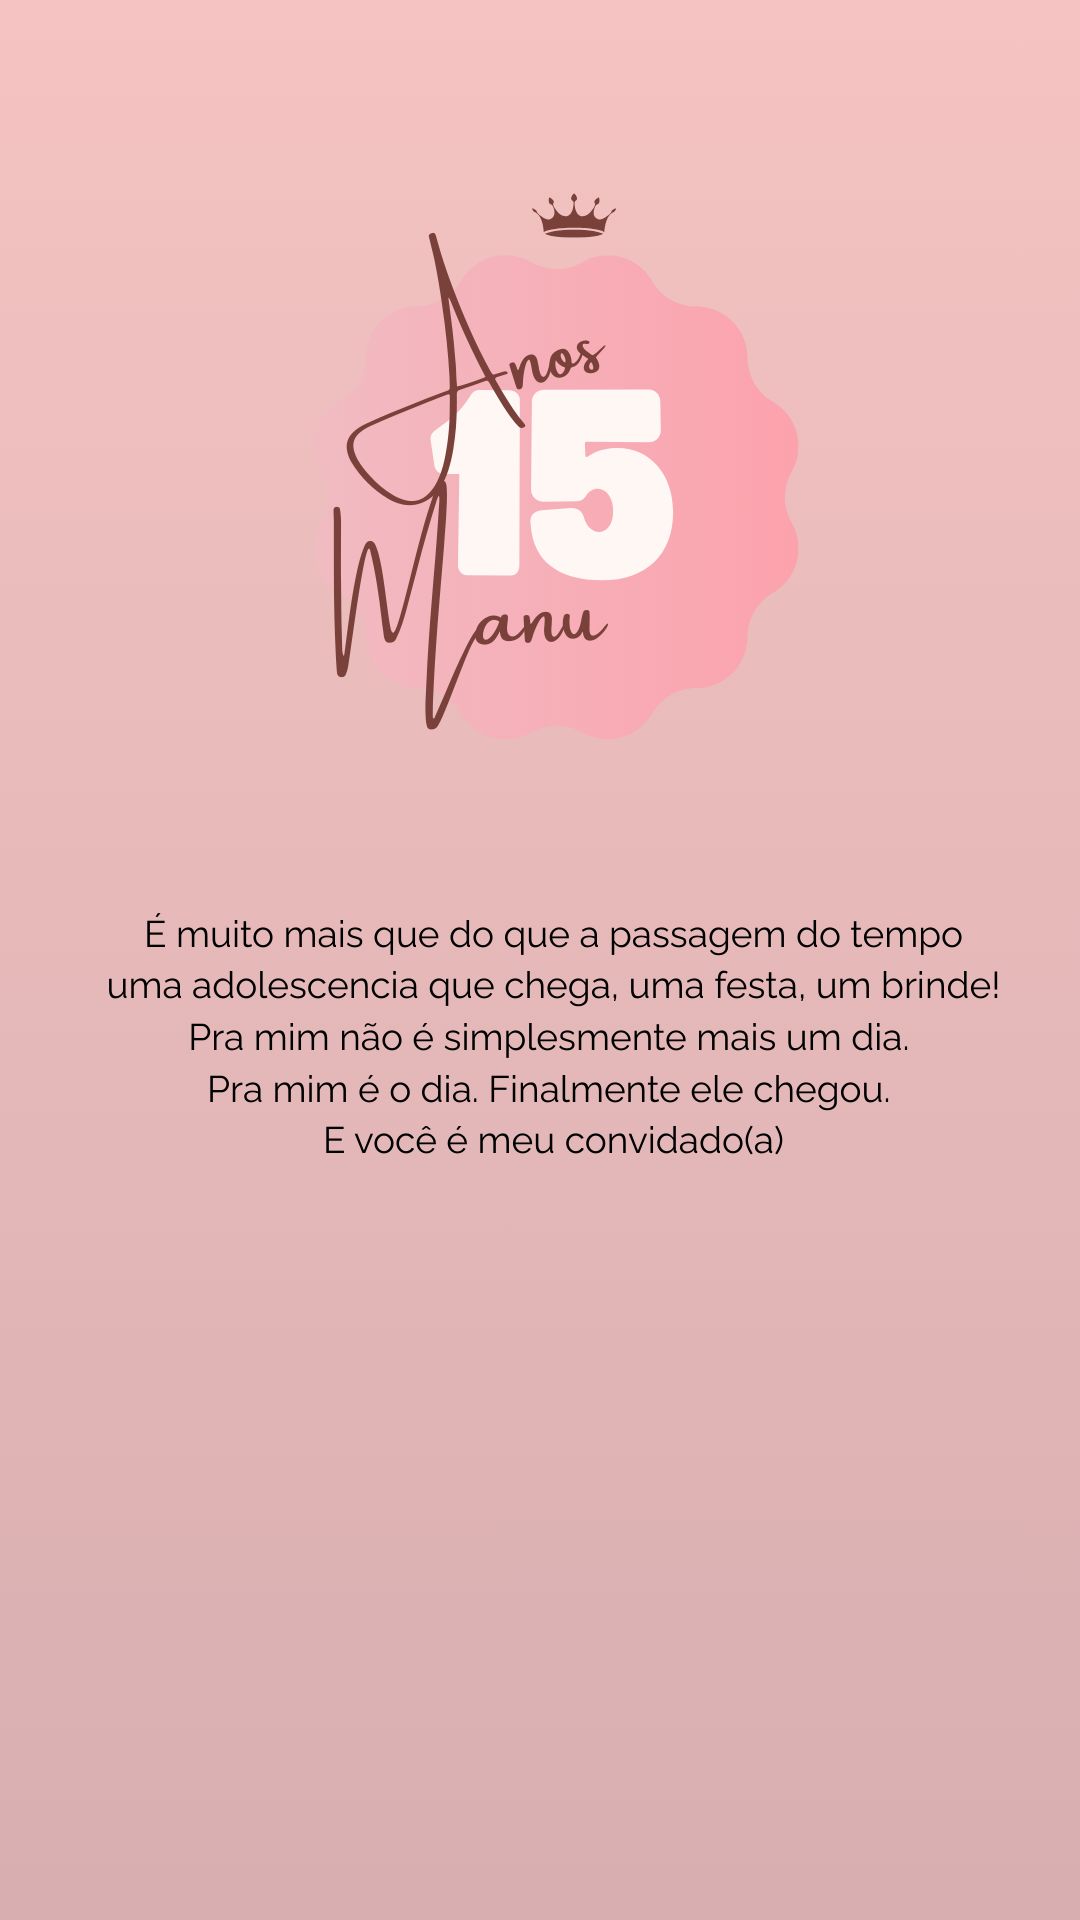 Anos
15
Manu
É muito mais que do que a passagem do tempo
uma adolescencia que chega, uma festa, um brinde!
Pra mim não é simplesmente mais um dia.
Pra mim é o dia. Finalmente ele chegou.
E você é meu convidado(a)